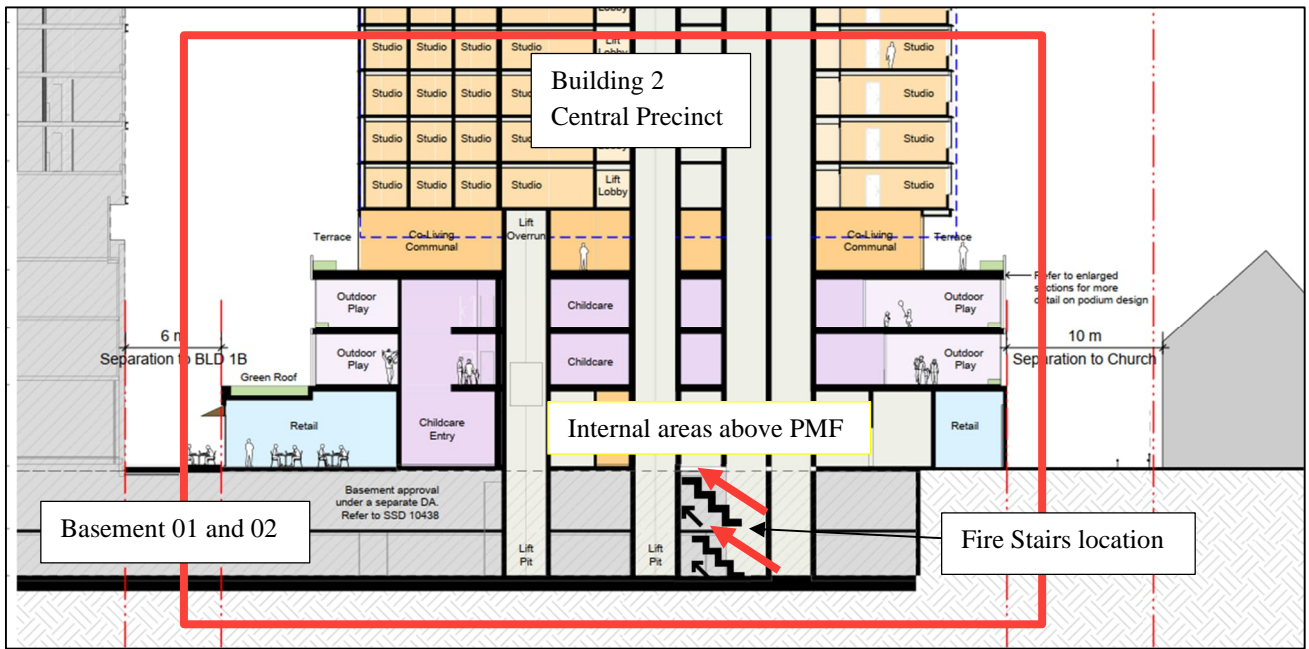 Lobby
Studio Studio Studio Studio Lift Studio
Lobby
Building 2
Central Precinct
Studio Studio Studio Studio
Studio Studio Studio Studio
Lobby
Studio Studio Studio Studio
Studio Studio Studio Studio Lift
Lobby
Studio
Terrace
Co-Living
Communal
Lift
Overrun
Co-Living
Communal
Terrace
Refer to enlarged
sections for more
detail on podium design
Outdoor
Play
Childcare
Outdoor
Play
6 m
Separation to BLD 1B
10 m
Separation to Church
Outdoor
Play
Childcare
Outdoor
Play
Green Roof
Retail
Childcare
Entry
Internal areas above PMF
Retail
Basement approval
under a separate DA.
Refer to SSD 10438
Basement 01 and 02
Lift
Pit
Lift
Pit
Fire Stairs location